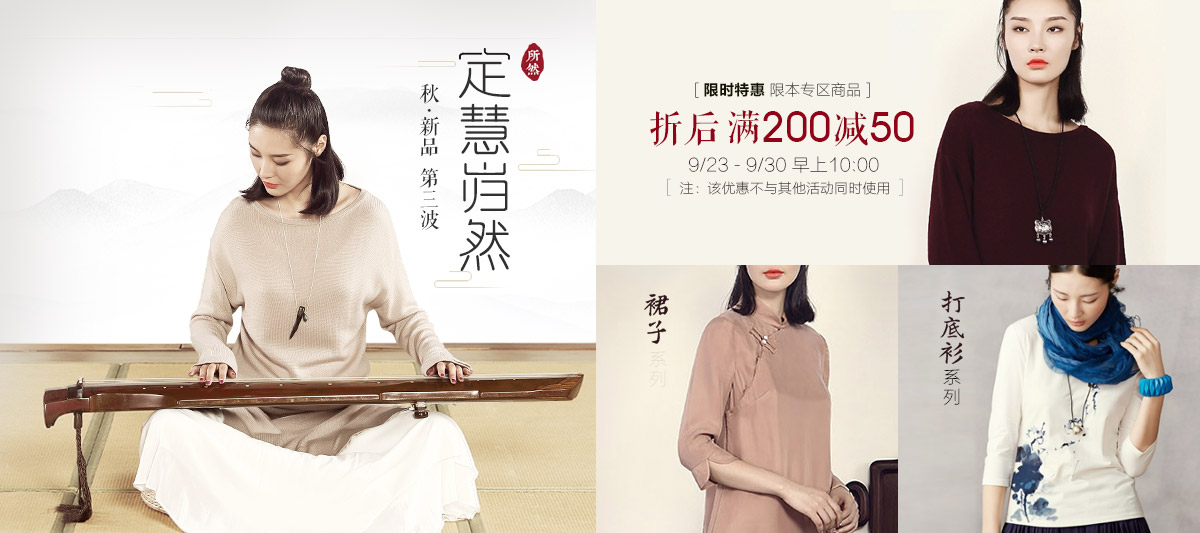 所然
定慧归然
秋·新品 第三波
[ 限时特惠 限本专区商品 ]
折后 满200减50
9/23 - 9/30 早上10:00
[ 注：该优惠不与其他活动同时使用 ]
裙子
系列
打底衫
系列